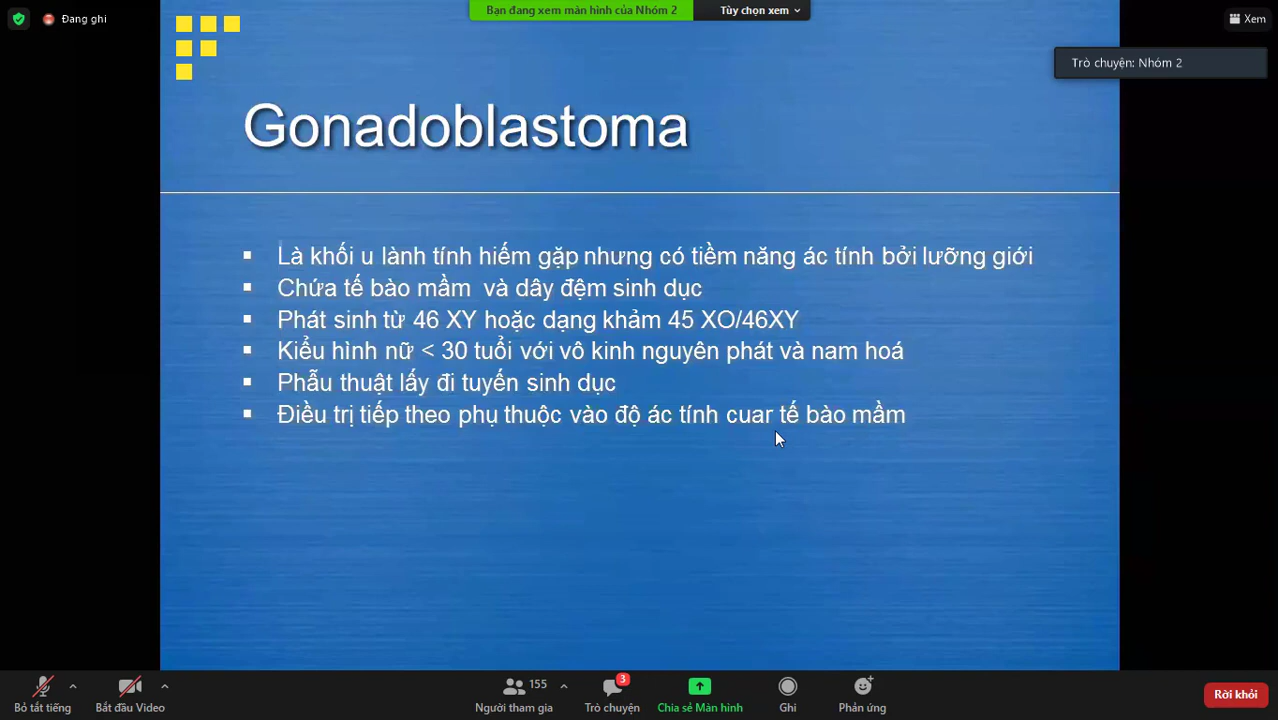 Đang ghi
Bạn đang xem màn hình của Nhóm 2
Tùy chọn xem
Xem
Trò chuyện: Nhóm 2
Gonadoblastoma
Là khối u lành tính hiếm gặp nhưng có tiềm năng ác tính bởi lưỡng giới
Chứa tế bào mầm và dây đệm sinh dục
Phát sinh từ 46 XY hoặc dạng khảm 45 XO/46XY
Kiểu hình nữ < 30 tuổi với vô kinh nguyên phát và nam hoá
Phẫu thuật lấy đi tuyến sinh dục
Điều trị tiếp theo phụ thuộc vào độ ác tính cuar tế bào mầm
Bỏ tắt tiếng
Bắt đầu Video
155
Người tham gia
3
Trò chuyện
Chia sẻ Màn hình
Ghi
Phản ứng
Rời khỏi